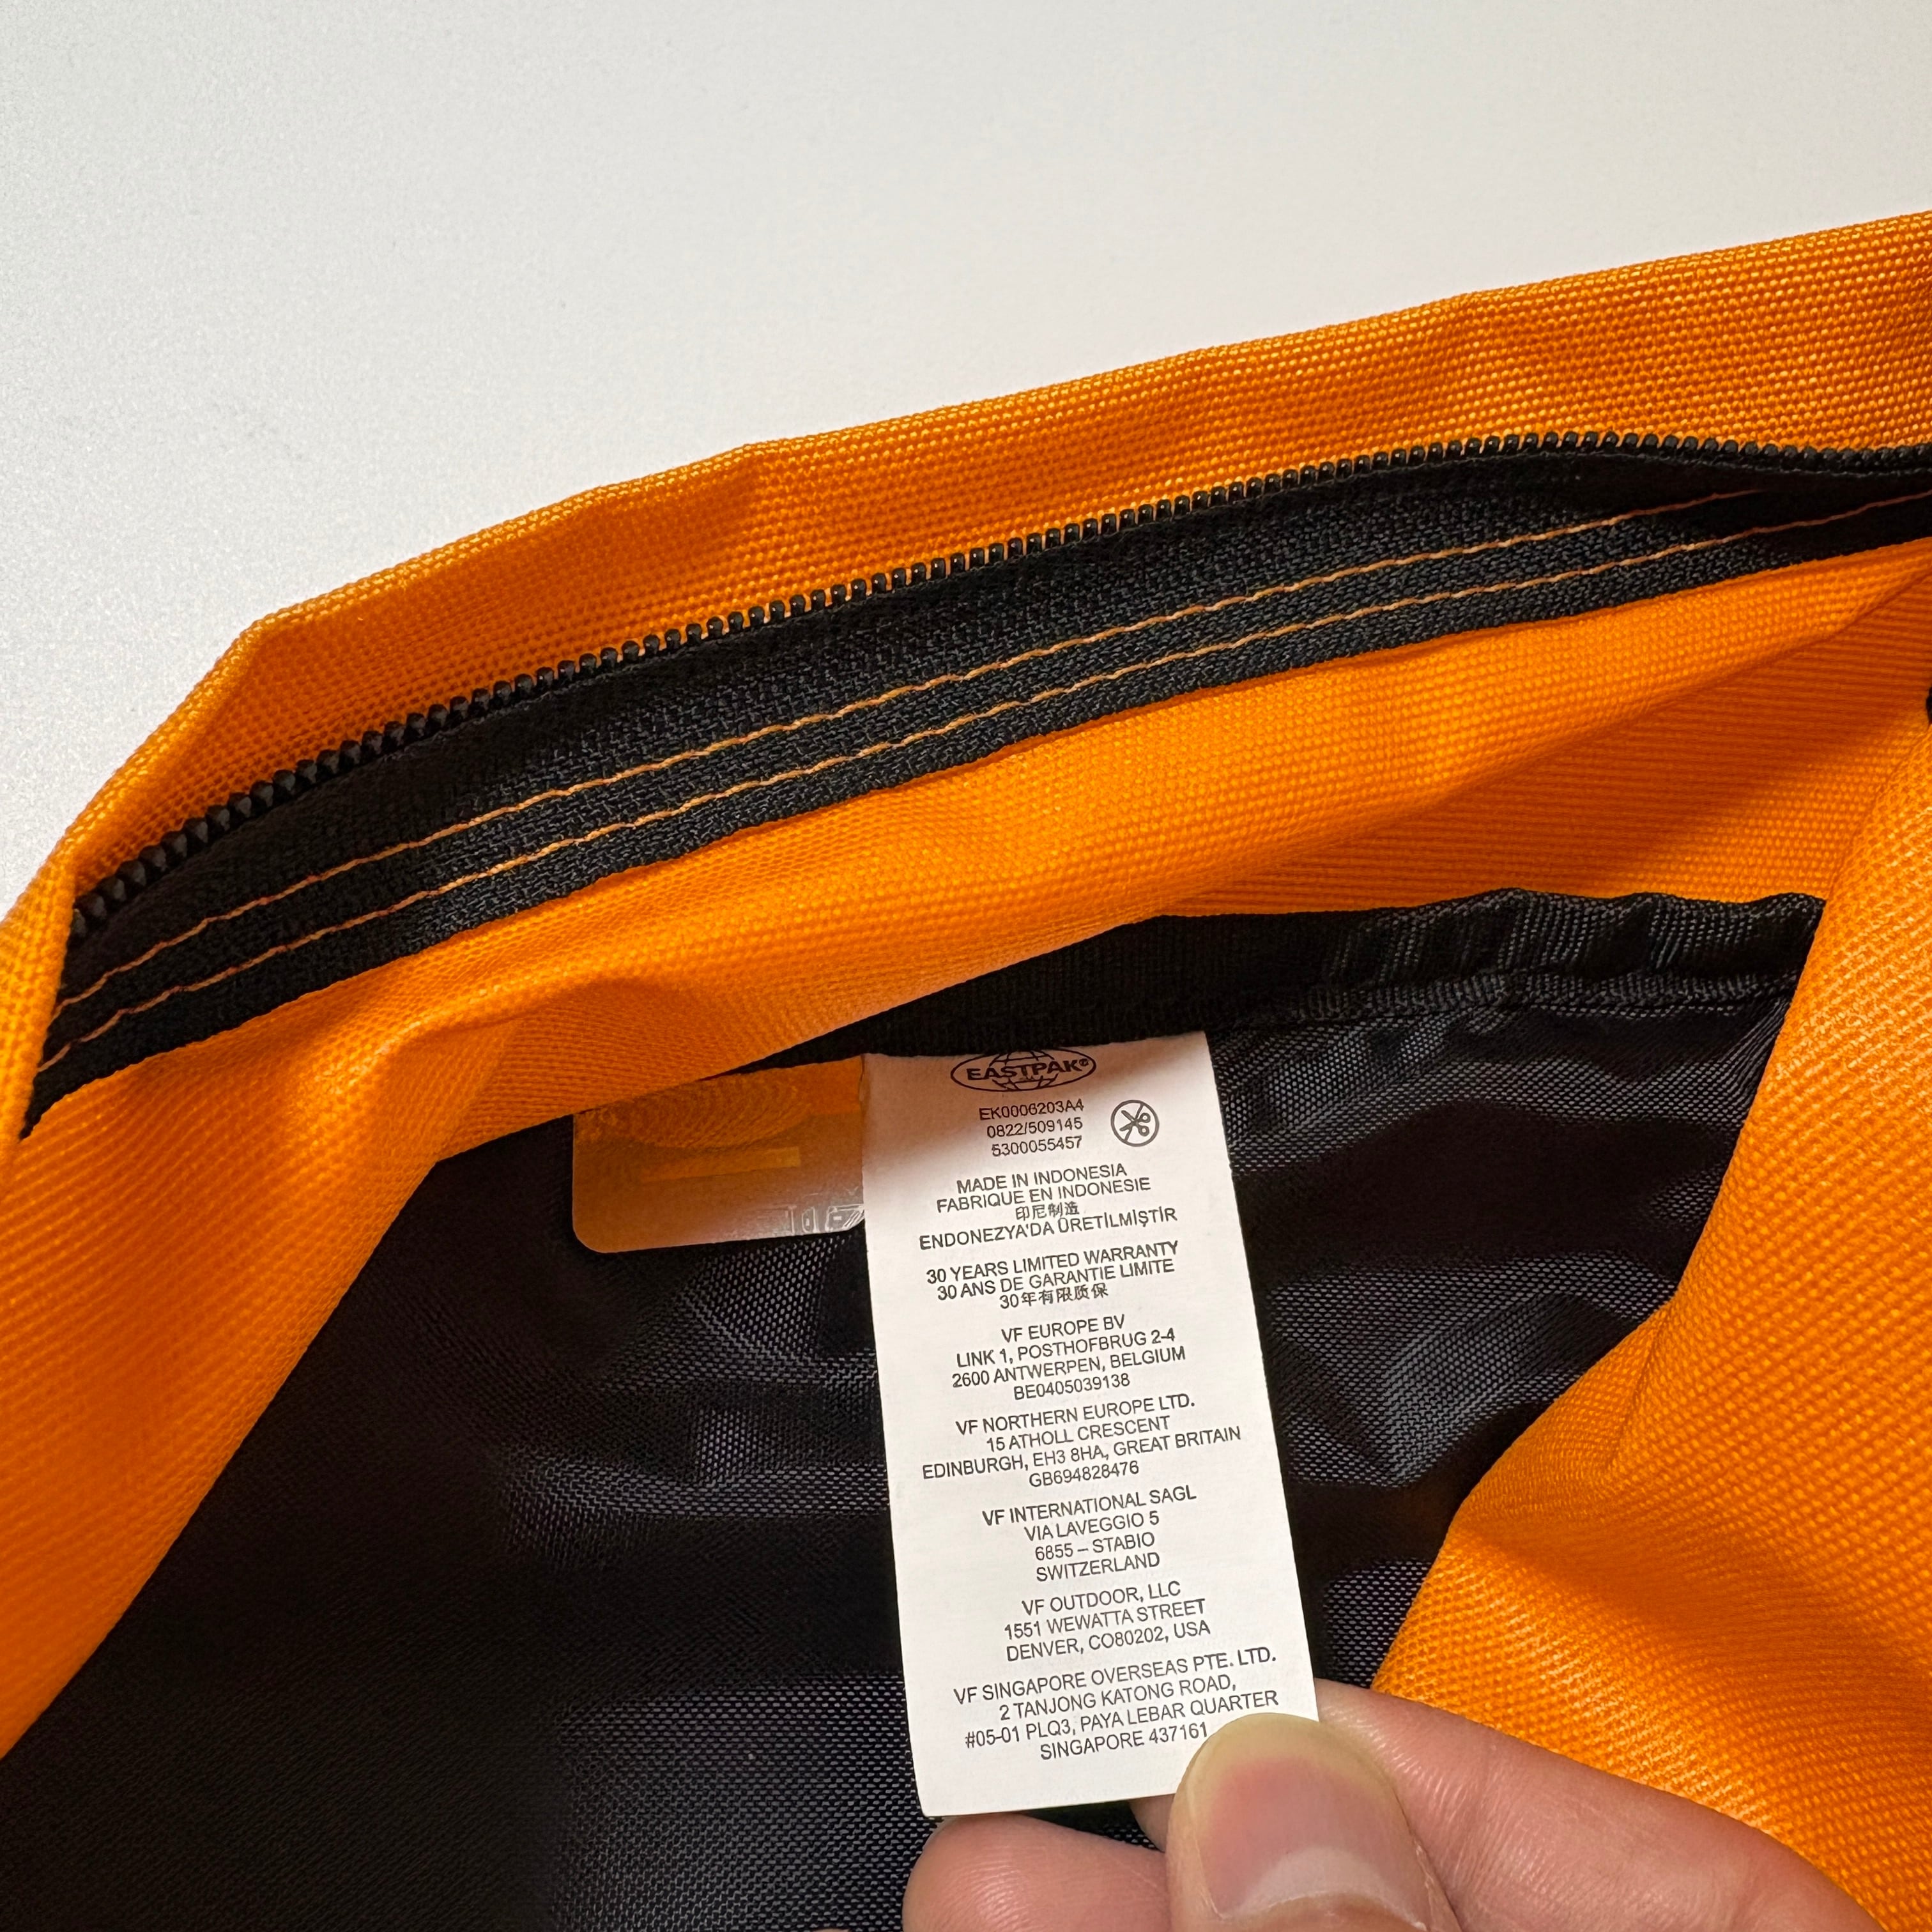 EASTPAK®
EK0006203A4
0822/509145
5300055457
MADE IN INDONESIA
FABRIQUE EN INDONESIE
印尼制造
ENDONEZYA'DA ÜRETİLMİŞTİR
30 YEARS LIMITED WARRANTY
30 ANS DE GARANTIE LIMITE
30年有限质保
VF EUROPE BV
LINK 1, POSTHOFBRUG 2-4
2600 ANTWERPEN, BELGIUM
BE0405039138
VF NORTHERN EUROPE LTD.
15 ATHOLL CRESCENT
EDINBURGH, EH3 8HA, GREAT BRITAIN
GB694828476
VF INTERNATIONAL SAGL
VIA LAVEGGIO 5
6855 – STABIO
SWITZERLAND
VF OUTDOOR, LLC
1551 WEWATTA STREET
DENVER, CO80202, USA
VF SINGAPORE OVERSEAS PTE. LTD.
2 TANJONG KATONG ROAD,
#05-01 PLQ3, PAYA LEBAR QUARTER
SINGAPORE 437161